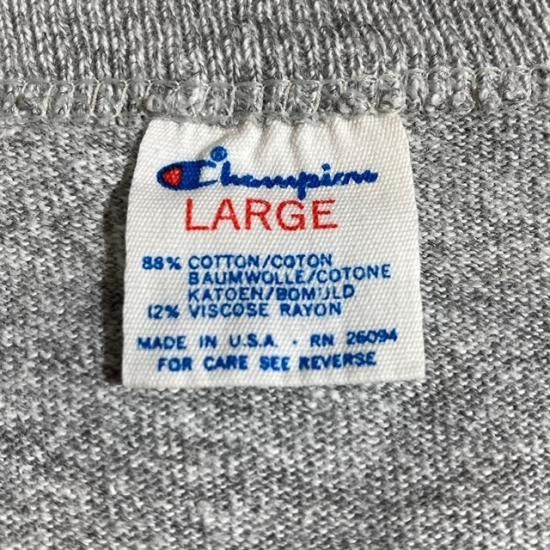 Champion®
LARGE
88% COTTON/COTON
BAUMWOLLE/COTONE
KATOEN/BOMULD
12% VISCOSE RAYON
MADE IN U.S.A. · RN 26094
FOR CARE SEE REVERSE